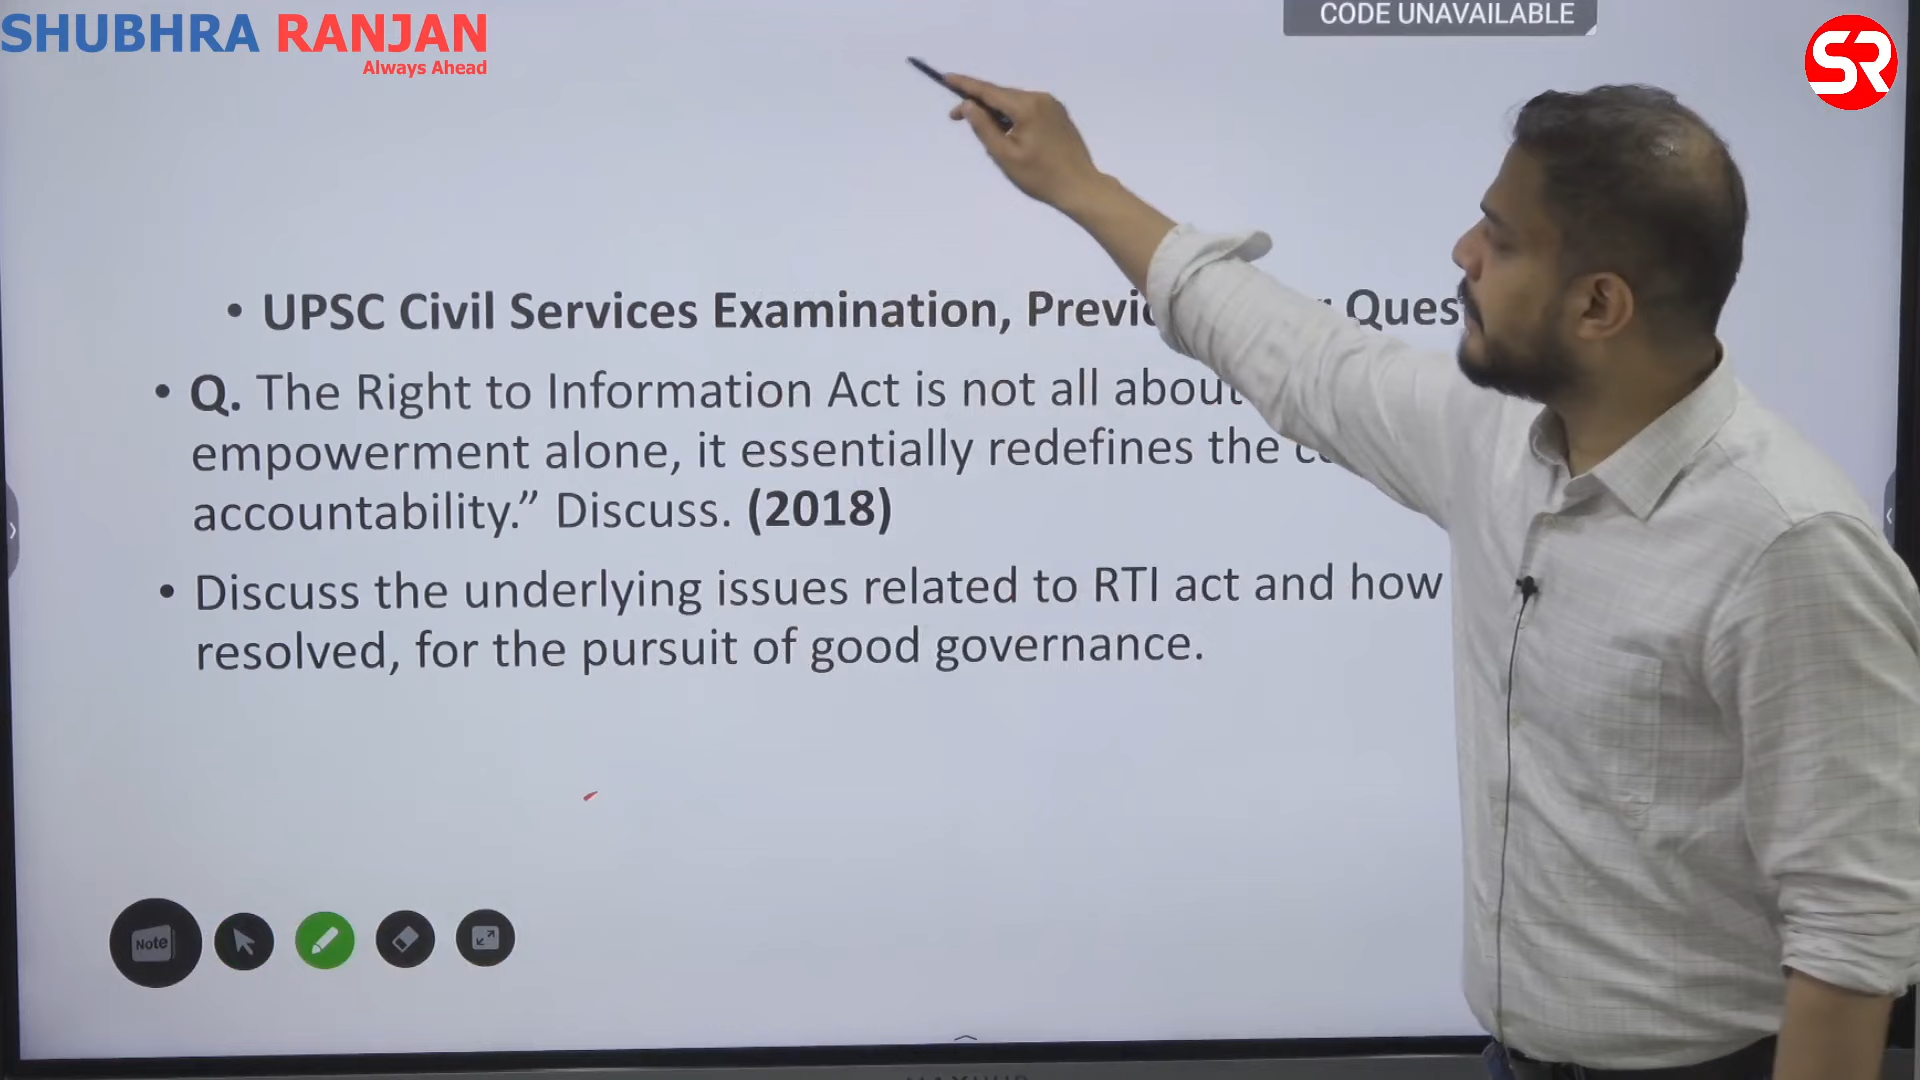 SHUBHRA RANJAN
Always Ahead
CODE UNAVAILABLE
SR
• UPSC Civil Services Examination,
• Q. The Right to Information Act is not all about
empowerment alone, it essentially redefines the
accountability.” Discuss. (2018)
• Discuss the underlying issues related to RTI act and how
resolved, for the pursuit of good governance.
Note